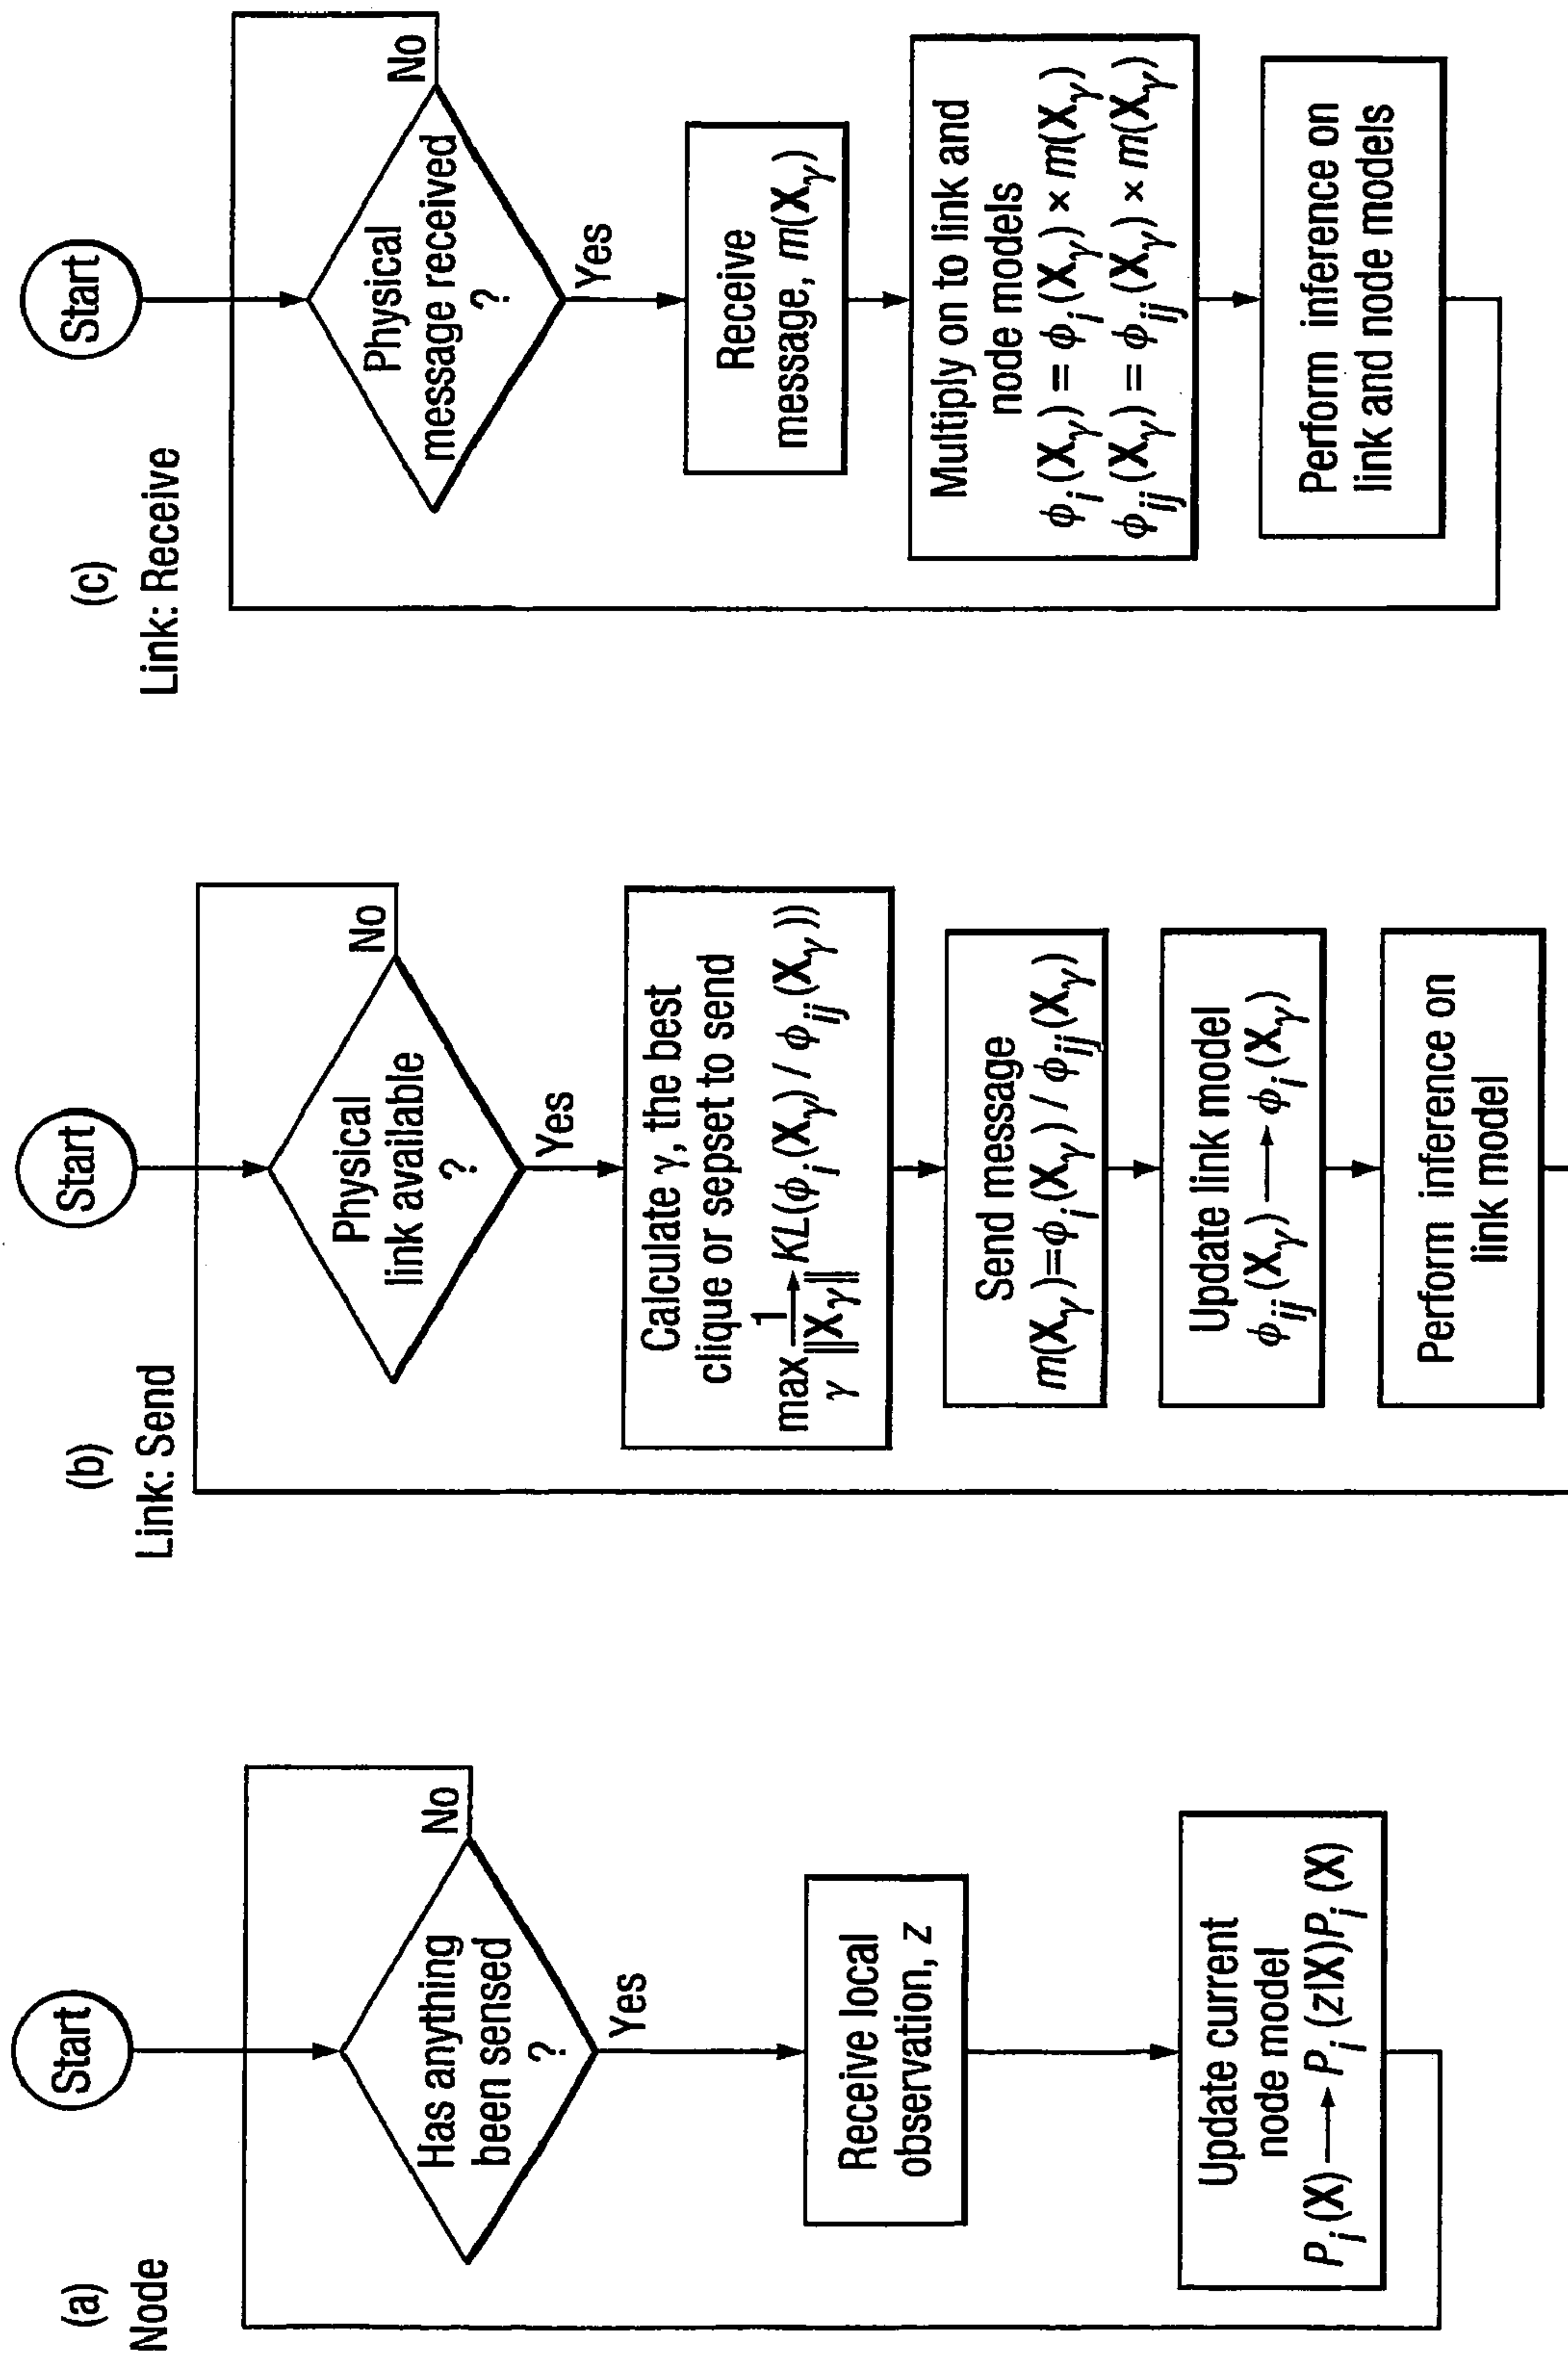 (a)
Node
Start
Has anything
been sensed
?
No
Yes
Receive local
observation, z
Update current
node model
P_i(X) → P_i(z|X)P_i(X)
(b)
Link: Send
Start
Physical
link available
?
No
Yes
Calculate γ, the best
clique or sepset to send
max_γ 1/‖X_γ‖ → KL(φ_i(X_γ) / φ_ij(X_γ))
Send message
m(X_γ)=φ_i(X_γ) / φ_ij(X_γ)
Update link model
φ_ij(X_γ) → φ_i(X_γ)
Perform inference on
link model
(c)
Link: Receive
Start
Physical
message received
?
No
Yes
Receive
message, m(X_γ)
Multiply on to link and
node models
φ_i(X_γ) = φ_i(X_γ) × m(X_γ)
φ_ij(X_γ) = φ_ij(X_γ) × m(X_γ)
Perform inference on
link and node models